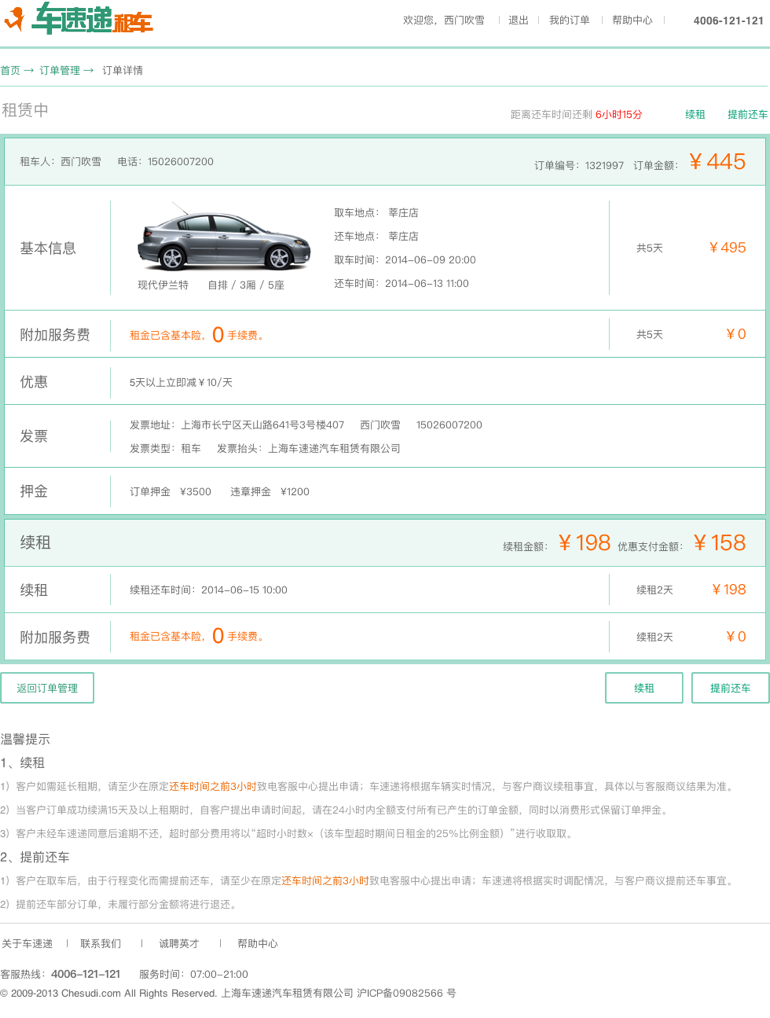 车速递租车
欢迎您，西门吹雪 | 退出 | 我的订单 | 帮助中心 | 4006-121-121
首页 → 订单管理 → 订单详情
租赁中
距离还车时间还剩 6小时15分 续租 提前还车
租车人：西门吹雪 电话：15026007200 订单编号：1321997 订单金额：￥445
基本信息
取车地点： 莘庄店
还车地点： 莘庄店
取车时间：2014-06-09 20:00
还车时间：2014-06-13 11:00
现代伊兰特 自排 / 3厢 / 5座
共5天 ￥495
附加服务费 租金已含基本险，0 手续费。 共5天 ￥0
优惠 5天以上立即减￥10/天
发票
发票地址：上海市长宁区天山路641号3号楼407 西门吹雪 15026007200
发票类型：租车 发票抬头：上海车速递汽车租赁有限公司
押金 订单押金 ¥3500 违章押金 ¥1200
续租 续租金额：￥198 优惠支付金额：￥158
续租 续租还车时间：2014-06-15 10:00 续租2天 ￥198
附加服务费 租金已含基本险，0 手续费。 续租2天 ￥0
返回订单管理 续租 提前还车
温馨提示
1、续租
1）客户如需延长租期，请至少在原定还车时间之前3小时致电客服中心提出申请；车速递将根据车辆实时情况，与客户商议续租事宜，具体以与客服商议结果为准。
2）当客户订单成功续满15天及以上租期时，自客户提出申请时间起，请在24小时内全额支付所有已产生的订单金额，同时以消费形式保留订单押金。
3）客户未经车速递同意后逾期不还，超时部分费用将以“超时小时数×（该车型超时期间日租金的25%比例金额）”进行收取取。
2、提前还车
1）客户在取车后，由于行程变化而需提前还车，请至少在原定还车时间之前3小时致电客服中心提出申请；车速递将根据实时调配情况，与客户商议提前还车事宜。
2）提前还车部分订单，未履行部分金额将进行退还。
关于车速递 | 联系我们 | 诚聘英才 | 帮助中心
客服热线：4006-121-121 服务时间：07:00-21:00
© 2009-2013 Chesudi.com All Rights Reserved. 上海车速递汽车租赁有限公司 沪ICP备09082566 号